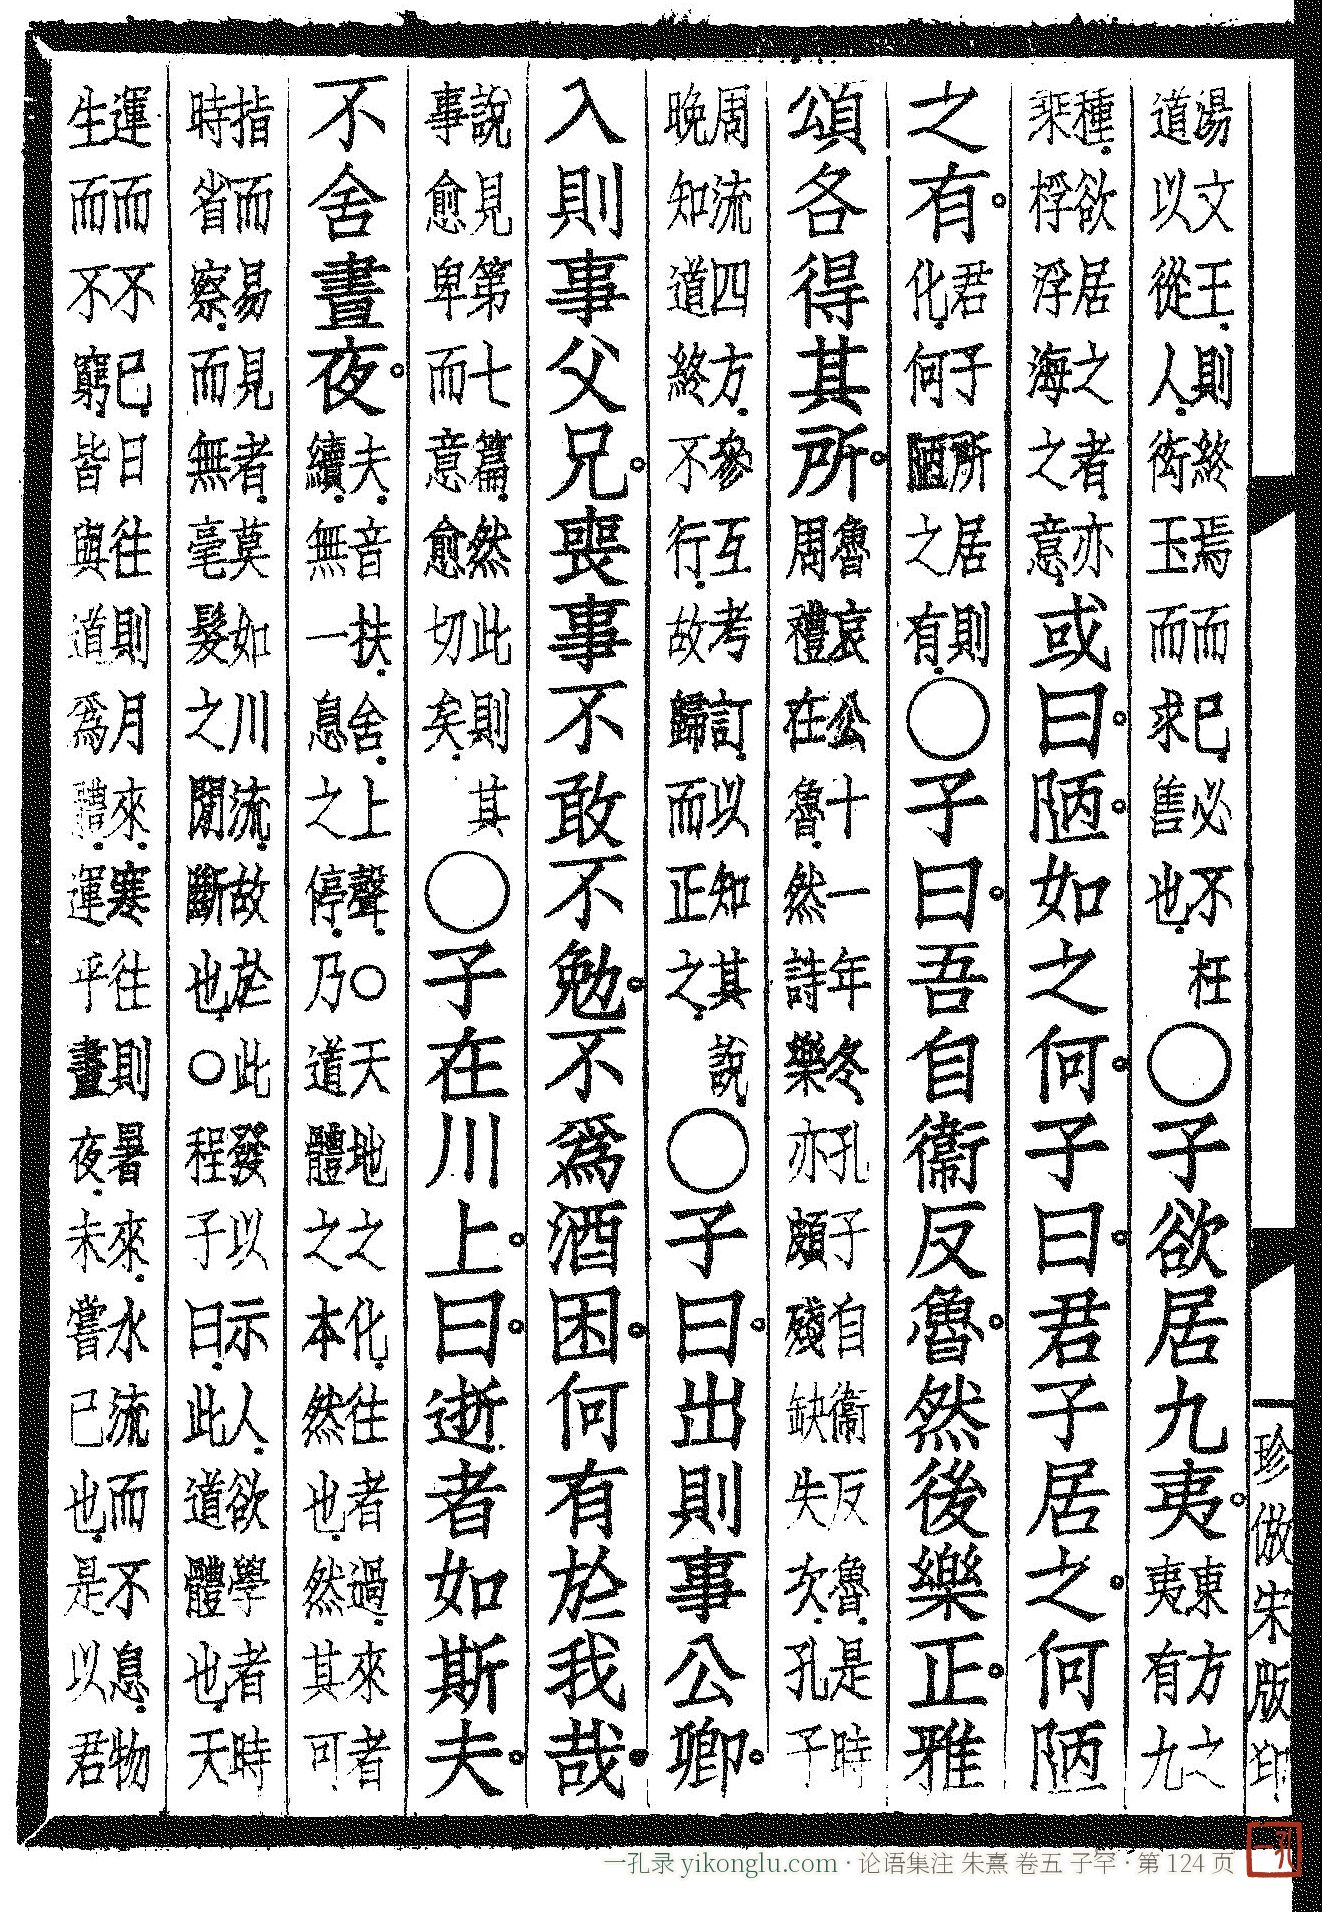 珍倣宋版印
湯文王.則終焉而已.必不枉道以從人.衒玉而求售也.○子欲居九夷。東方之夷有九
種.欲居之者.亦乘桴浮海之意.或曰。陋。如之何。子曰。君子居之。何陋
之有。君子所居則化.何陋之有.○子曰。吾自衞反魯。然後樂正。雅
頌各得其所。魯哀公十一年冬.孔子自衞反魯.是時周禮在魯.然詩樂亦頗殘缺失次.孔子
周流四方.參互考訂.以知其說.晚知道終不行.故歸而正之.○子曰。出則事公卿。
入則事父兄。喪事不敢不勉。不爲酒困。何有於我哉。
說見第七篇.然此則其事愈卑而意愈切矣.○子在川上。曰。逝者如斯夫。
不舍晝夜。夫.音扶.舍.上聲.○天地之化.往者過.來者續.無一息之停.乃道體之本然也.然其可
指而易見者.莫如川流.故於此發以示人.欲學者時時省察.而無毫髮之閒斷也.○程子曰.此道體也.天
運而不已.日往則月來.寒往則暑來.水流而不息.物生而不窮.皆與道爲體.運乎晝夜.未嘗已也.是以君
一孔录 yikonglu.com · 论语集注 朱熹 卷五 子罕 · 第 124 页
一孔